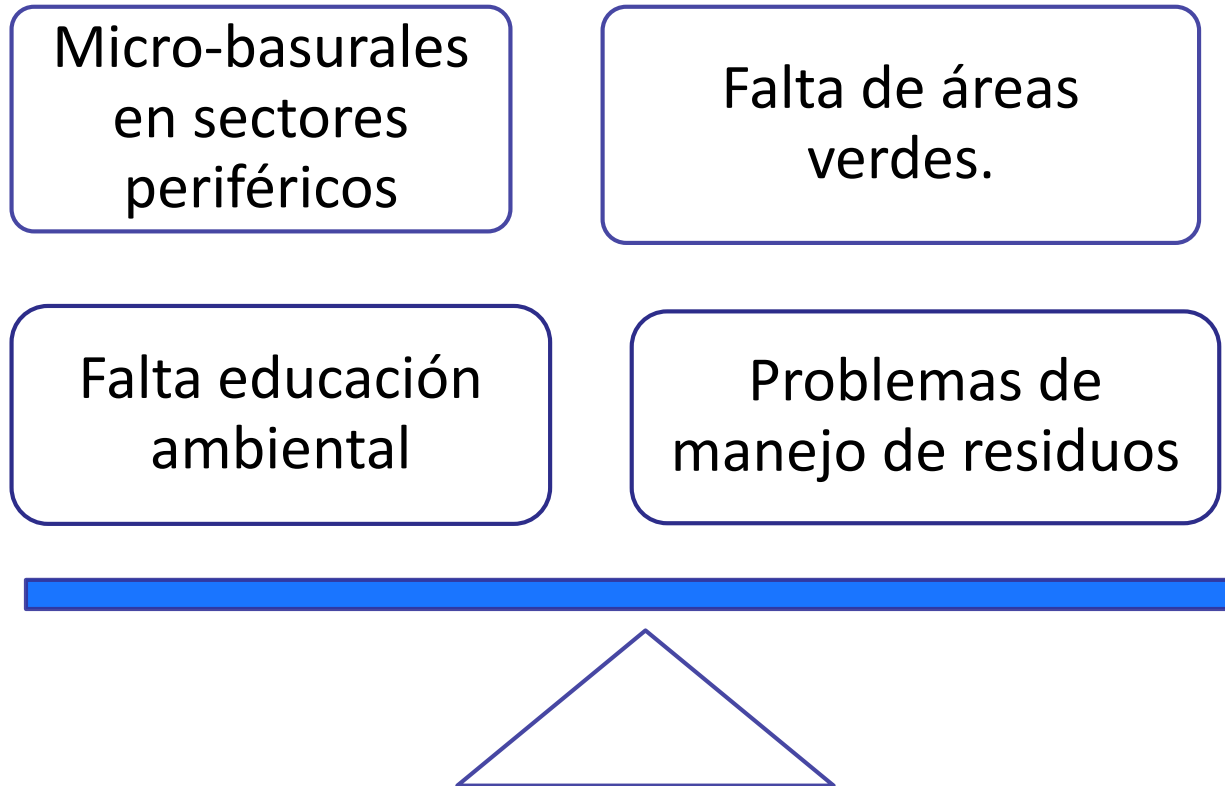 Micro-basurales
en sectores
periféricos
Falta de áreas
verdes.
Falta educación
ambiental
Problemas de
manejo de residuos